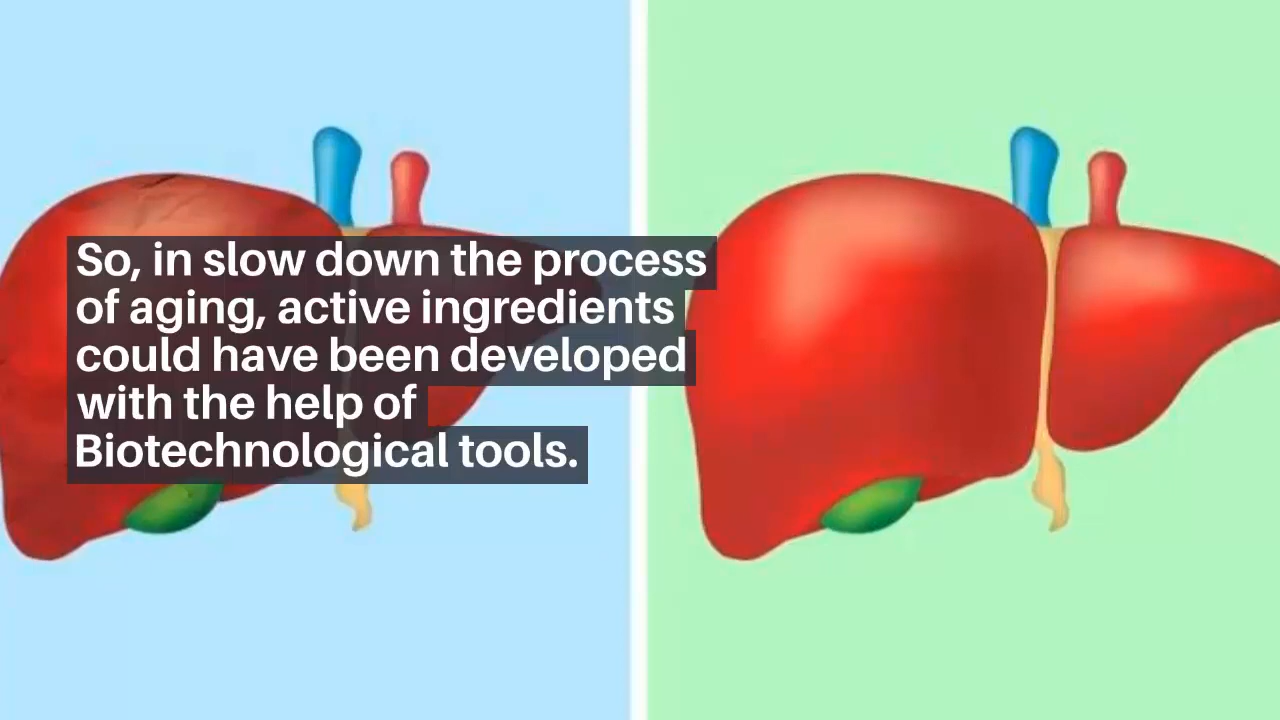 So, in slow down the process
of aging, active ingredients
could have been developed
with the help of
Biotechnological tools.